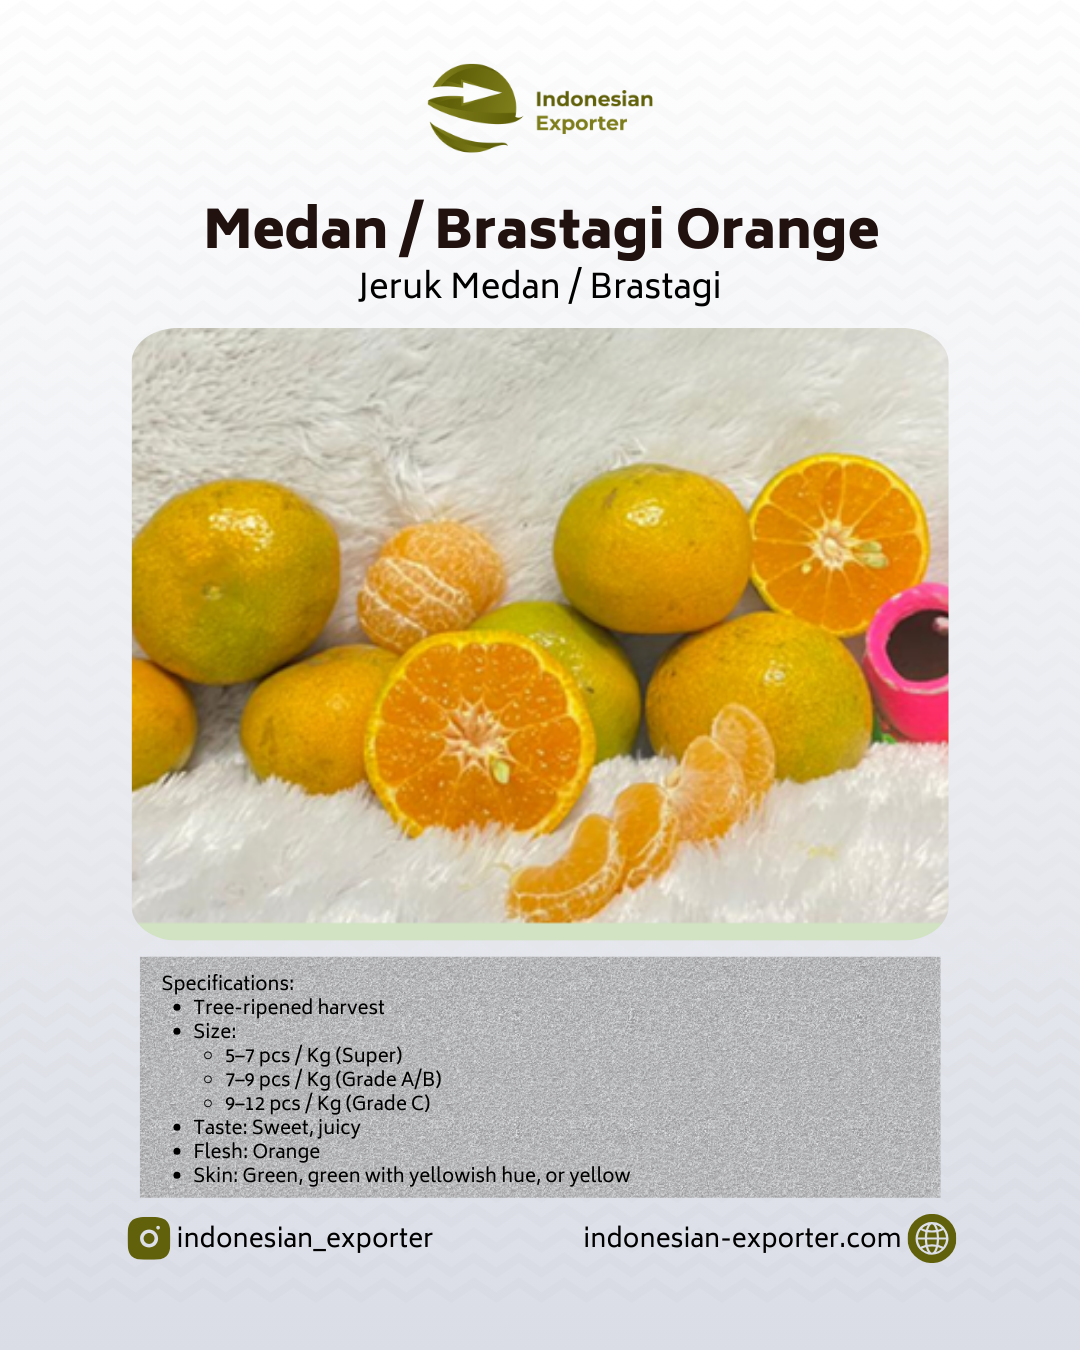 Indonesian
Exporter
Medan / Brastagi Orange
Jeruk Medan / Brastagi
Specifications:
• Tree-ripened harvest
• Size:
◦ 5–7 pcs / Kg (Super)
◦ 7–9 pcs / Kg (Grade A/B)
◦ 9–12 pcs / Kg (Grade C)
• Taste: Sweet, juicy
• Flesh: Orange
• Skin: Green, green with yellowish hue, or yellow
indonesian_exporter
indonesian-exporter.com